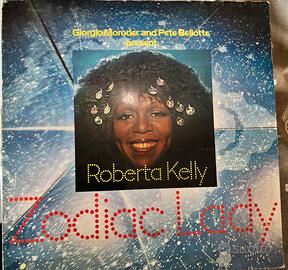 Giorgio Moroder and Pete Bellotte
present
Roberta Kelly
Zodiac Lady